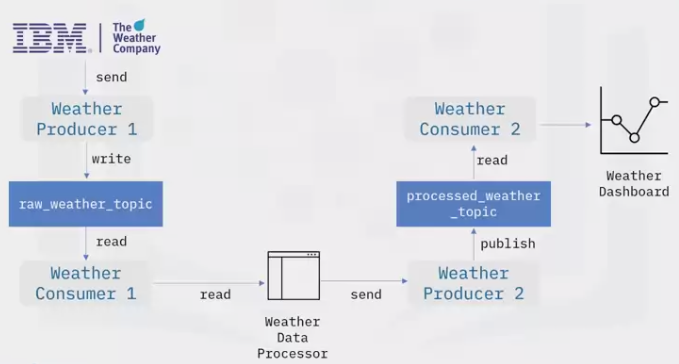 IBM®
The
Weather
Company
send
Weather
Producer 1
write
raw_weather_topic
read
Weather
Consumer 1
read
Weather
Data
Processor
send
Weather
Producer 2
publish
processed_weather
_topic
read
Weather
Consumer 2
Weather
Dashboard